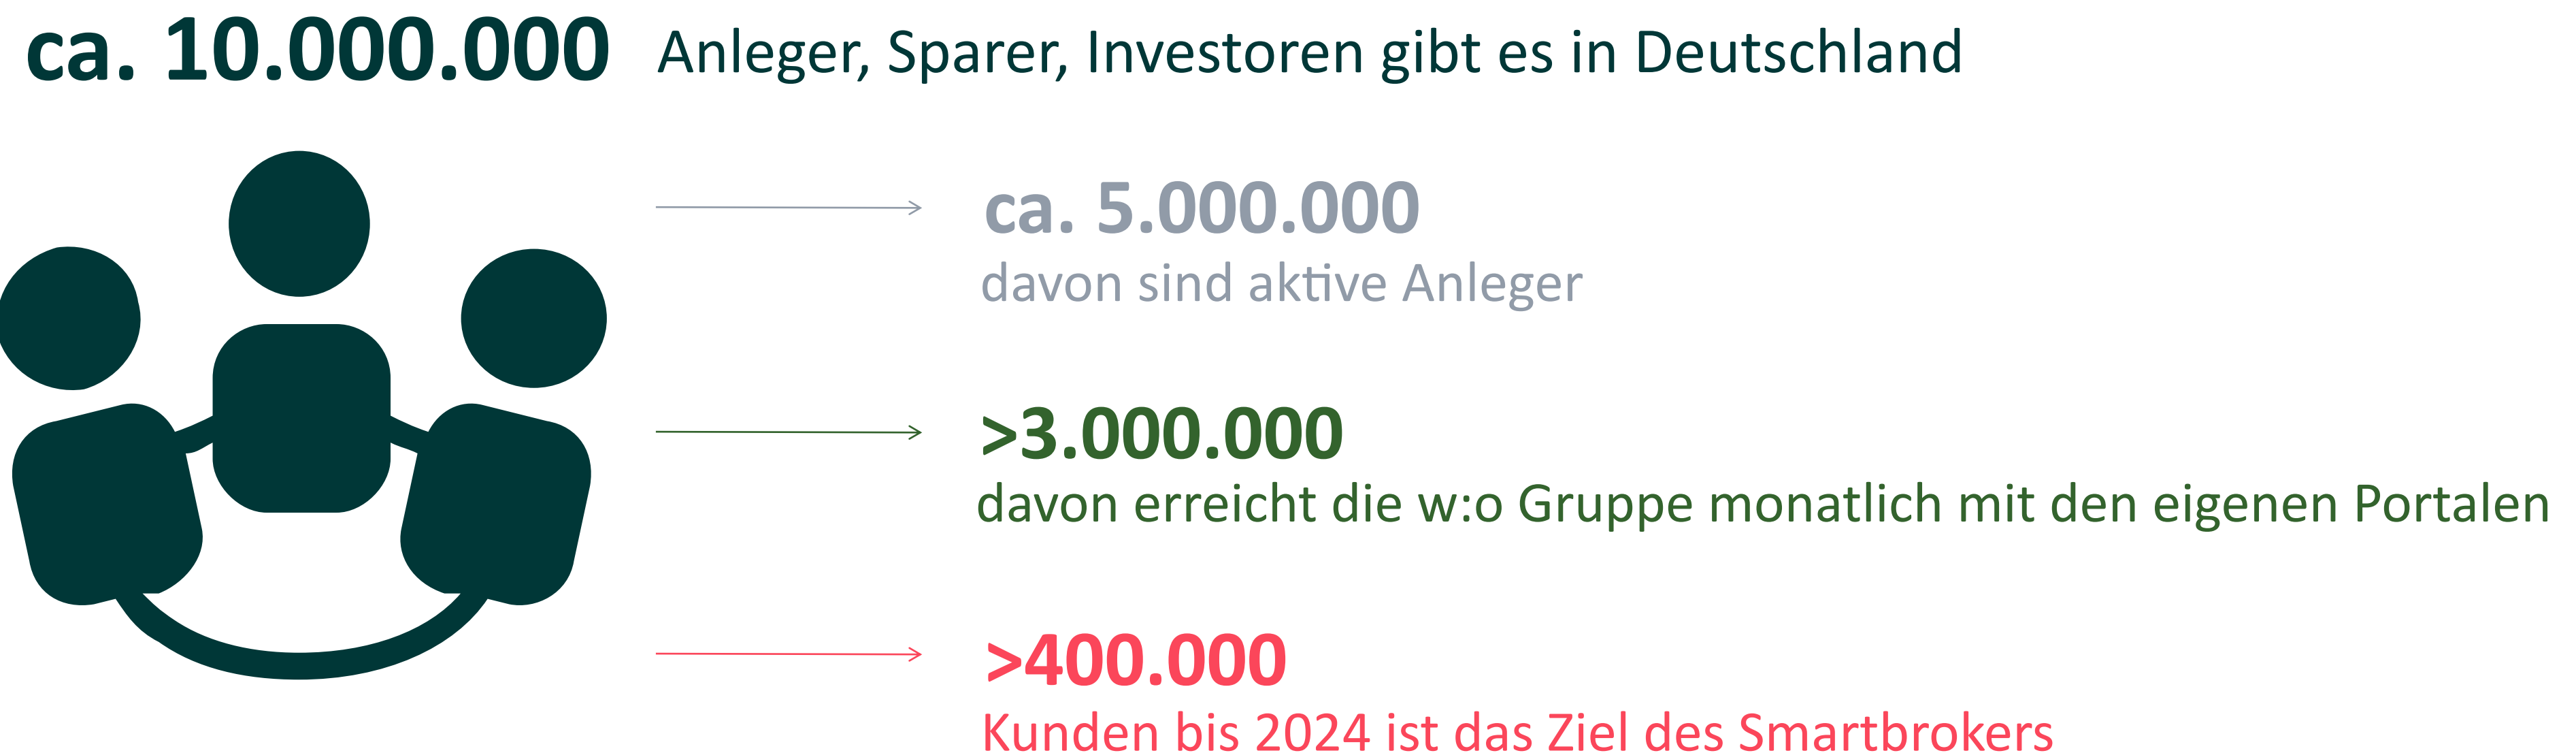 ca. 10.000.000 Anleger, Sparer, Investoren gibt es in Deutschland
ca. 5.000.000
davon sind aktive Anleger
>3.000.000
davon erreicht die w:o Gruppe monatlich mit den eigenen Portalen
>400.000
Kunden bis 2024 ist das Ziel des Smartbrokers